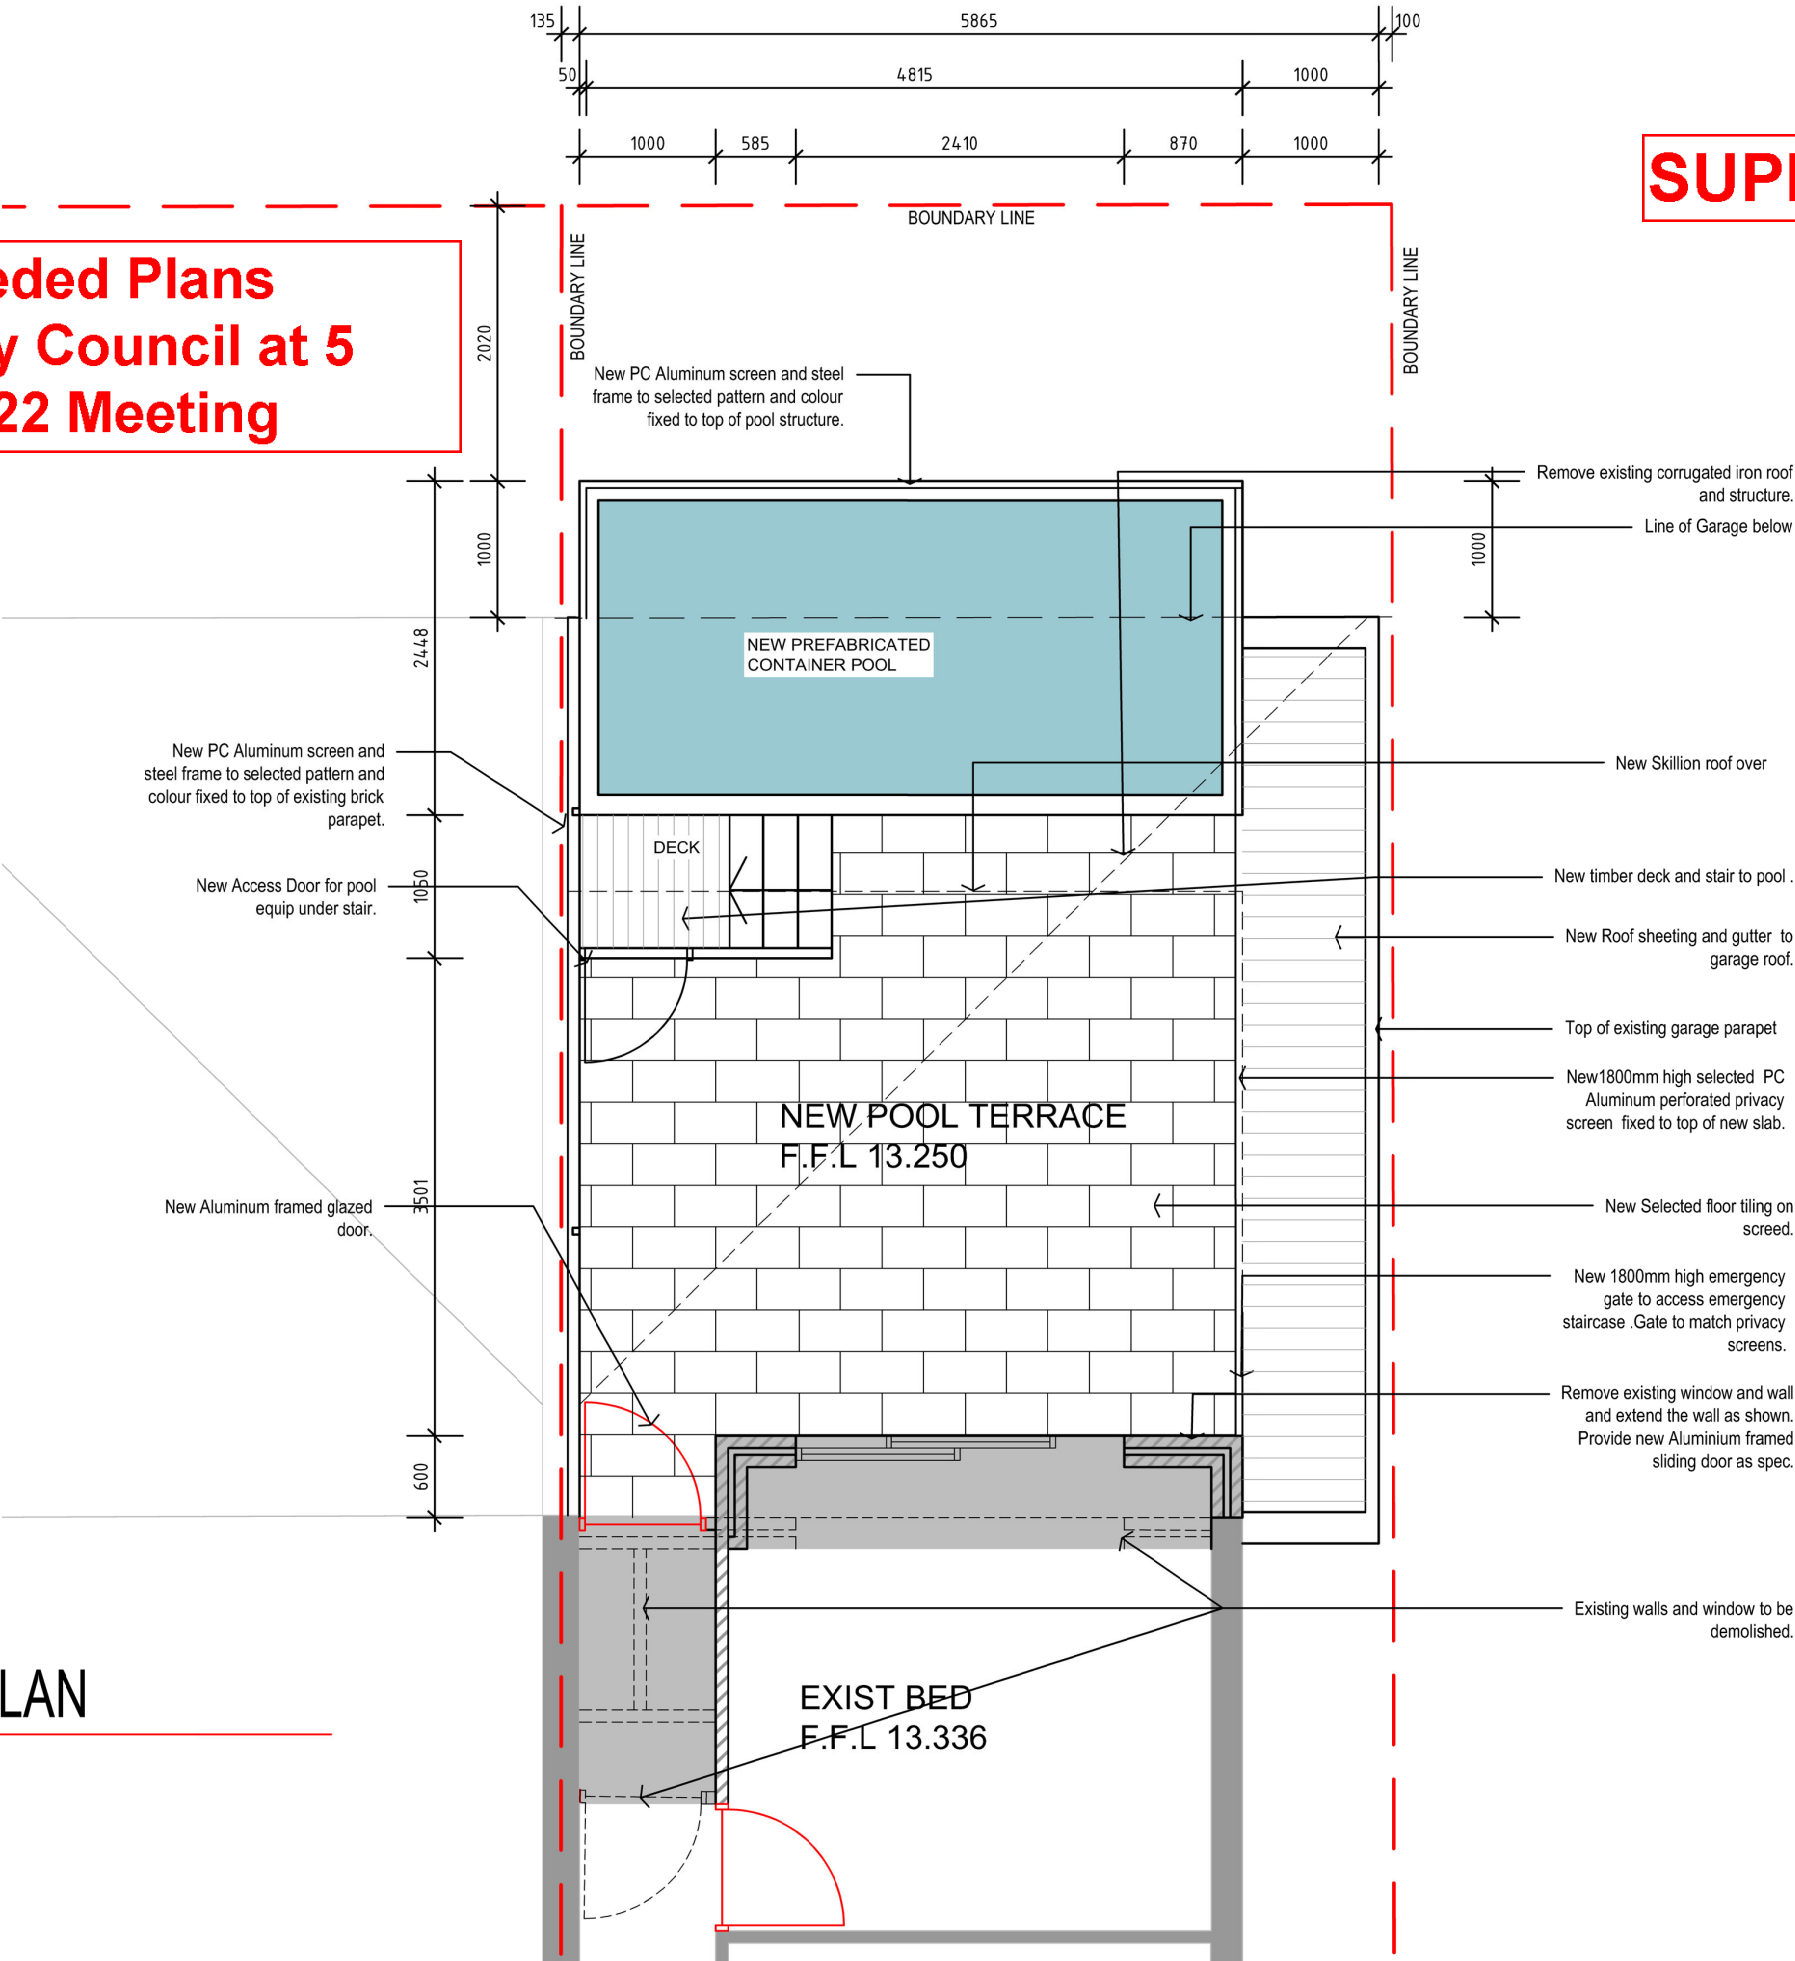 135
5865
100
50
4815
1000
1000
585
2410
870
1000
SUP
BOUNDARY LINE
BOUNDARY LINE
BOUNDARY LINE
eded Plans
y Council at 5
22 Meeting
2020
1000
2448
1050
3501
600
1000
New PC Aluminum screen and steel
frame to selected pattern and colour
fixed to top of pool structure.
Remove existing corrugated iron roof
and structure.
Line of Garage below
NEW PREFABRICATED
CONTAINER POOL
New PC Aluminum screen and
steel frame to selected pattern and
colour fixed to top of existing brick
parapet.
New Skillion roof over
DECK
New Access Door for pool
equip under stair.
New timber deck and stair to pool .
New Roof sheeting and gutter to
garage roof.
Top of existing garage parapet
New1800mm high selected PC
Aluminum perforated privacy
screen fixed to top of new slab.
NEW POOL TERRACE
F.F.L 13.250
New Aluminum framed glazed
door.
New Selected floor tiling on
screed.
New 1800mm high emergency
gate to access emergency
staircase .Gate to match privacy
screens.
Remove existing window and wall
and extend the wall as shown.
Provide new Aluminium framed
sliding door as spec.
Existing walls and window to be
demolished.
LAN
EXIST BED
F.F.L 13.336